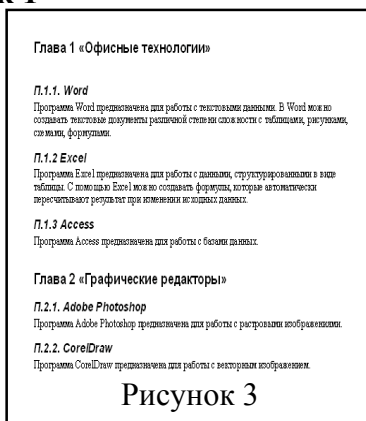 Глава 1 «Офисные технологии»
П.1.1. Word
Программа Word предназначена для работы с текстовыми данными. В Word можно
создавать текстовые документы различной степени сложности с таблицами, рисунками,
схемами, формулами.
П.1.2 Excel
Программа Excel предназначена для работы с данными, структурированными в виде
таблицы. С помощью Excel можно создавать формулы, которые автоматически
пересчитывают результат при изменении исходных данных.
П.1.3 Access
Программа Access предназначена для работы с базами данных.
Глава 2 «Графические редакторы»
П.2.1. Adobe Photoshop
Программа Adobe Photoshop предназначена для работы с растровыми изображениями.
П.2.2. CorelDraw
Программа CorelDraw предназначена для работы с векторным изображением.
Рисунок 3